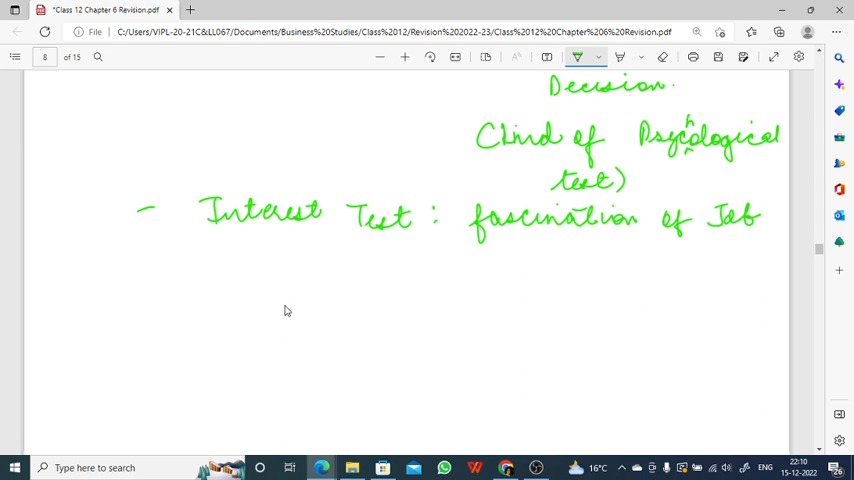 *Class 12 Chapter 6 Revision.pdf
File
C:/Users/VIPL-20-21C&LL067/Documents/Business%20Studies/Class%2012/Revision%202022-23/Class%2012%20Chapter%206%20Revision.pdf
8 of 15
Decision.
(kind of Psychological
test)
- Interest Test : fascination of Job
Type here to search
16°C
ENG
22:10
15-12-2022
26